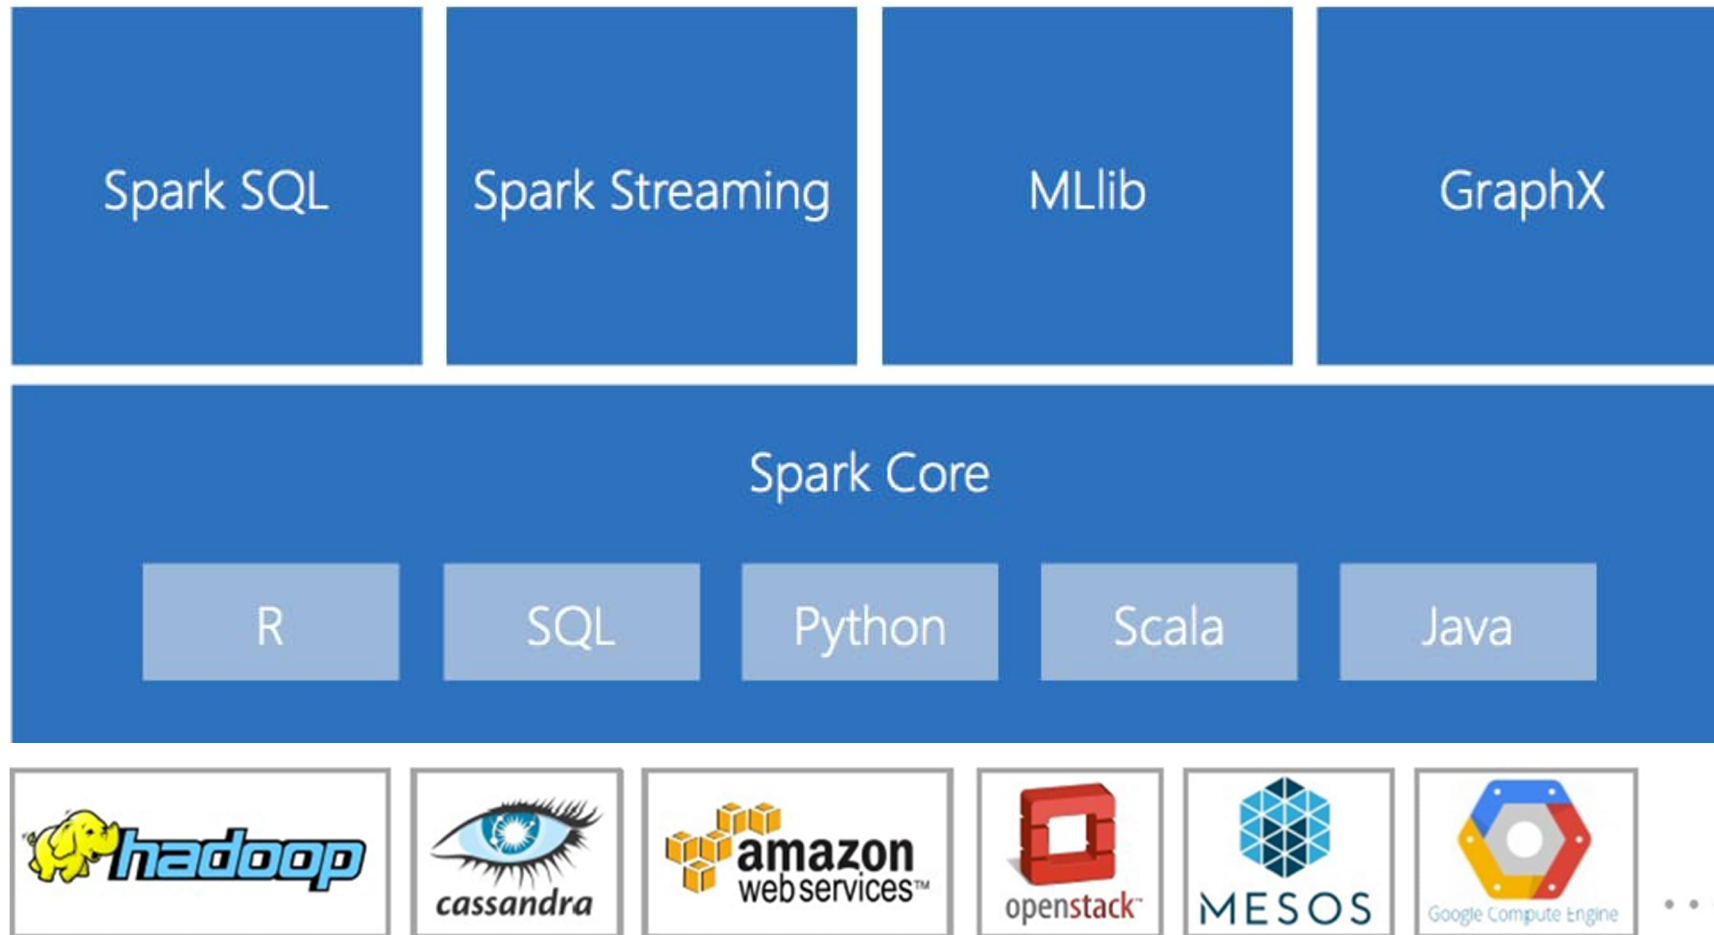 Spark SQL
Spark Streaming
MLlib
GraphX
Spark Core
R
SQL
Python
Scala
Java
hadoop
cassandra
amazon
web services™
openstack™
MESOS
Google Compute Engine